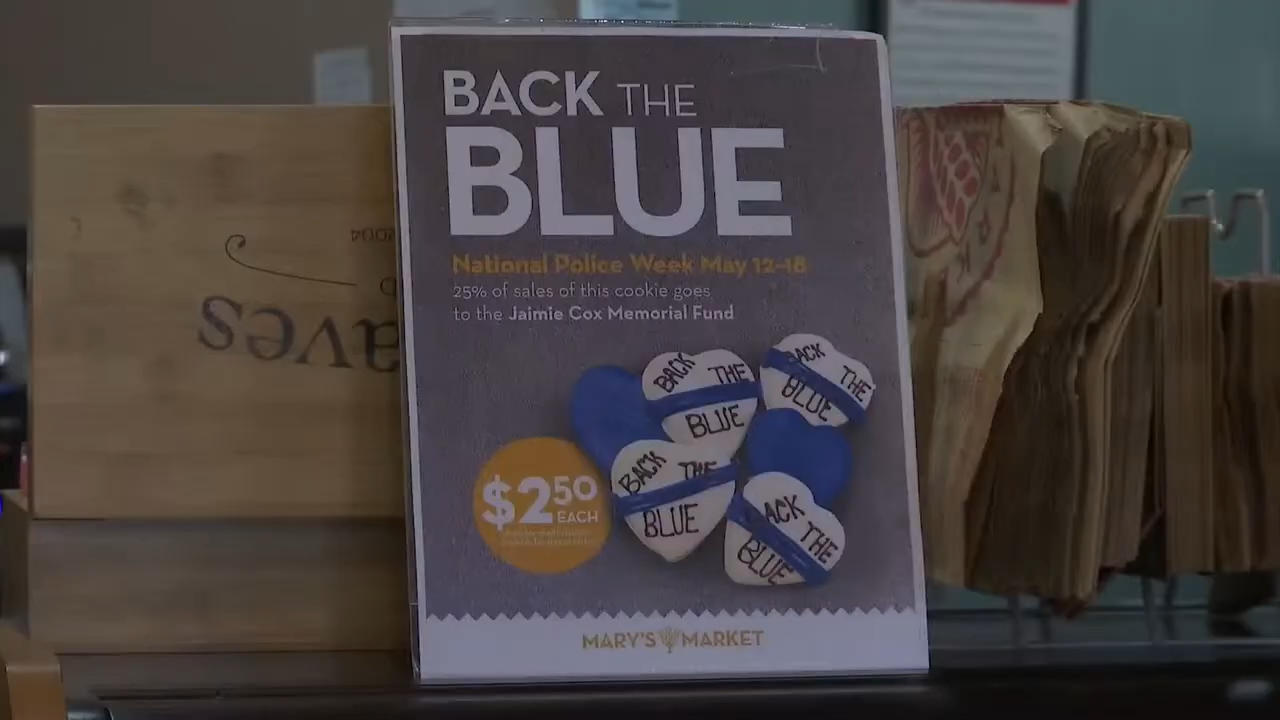 BACK THE
BLUE
National Police Week May 12-18
25% of sales of this cookie goes
to the Jaimie Cox Memorial Fund
BACK THE
BLUE
BACK THE
BLUE
BACK THE
BLUE
BACK THE
BLUE
$2.50
EACH
MARY'S MARKET
aves